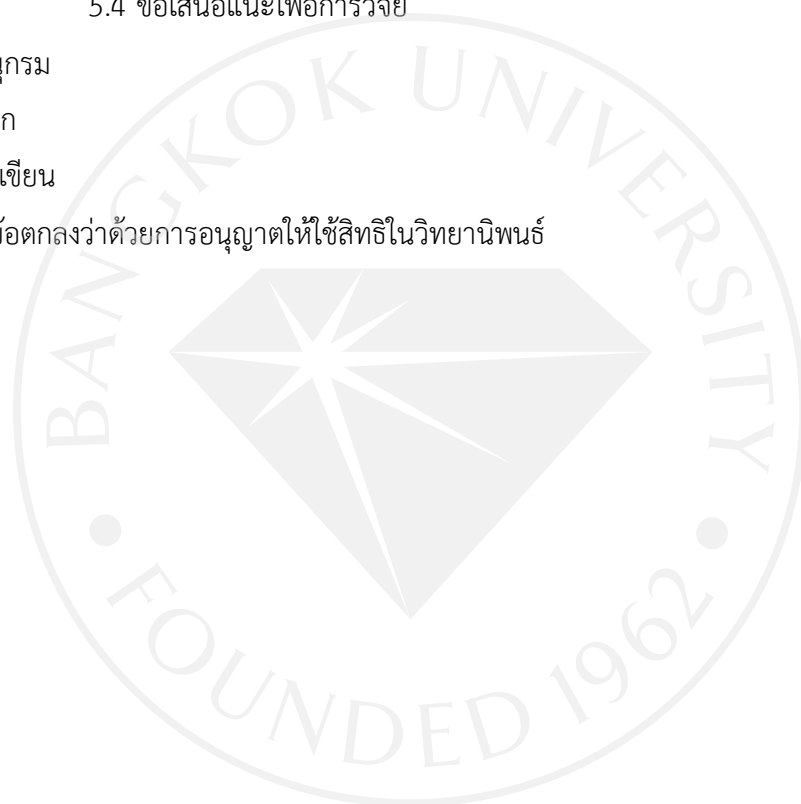 5.4 ข้อเสนอแนะเพื่อการวิจัย
นุกรม
ก
เขียน
ข้อตกลงว่าด้วยการอนุญาตให้ใช้สิทธิในวิทยานิพนธ์
BANGKOK UNIVERSITY
• FOUNDED 1962 •